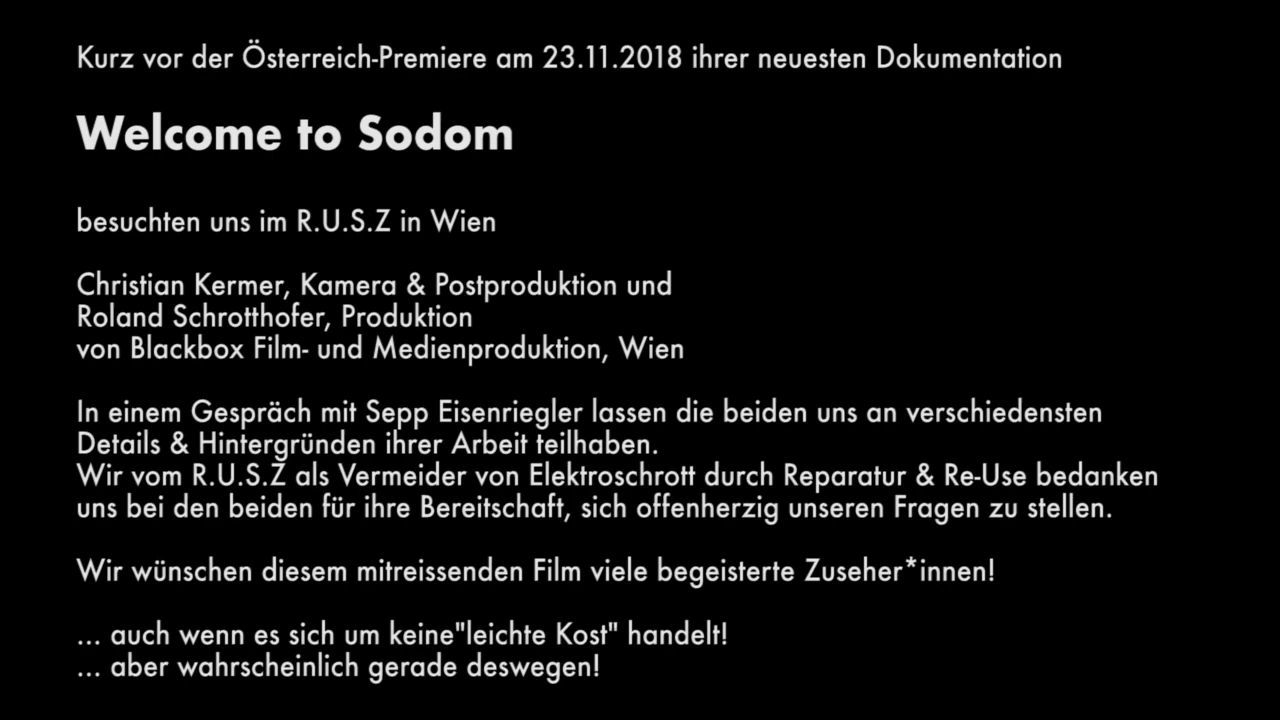 Kurz vor der Österreich-Premiere am 23.11.2018 ihrer neuesten Dokumentation
Welcome to Sodom
besuchten uns im R.U.S.Z in Wien
Christian Kermer, Kamera & Postproduktion und
Roland Schrotthofer, Produktion
von Blackbox Film- und Medienproduktion, Wien
In einem Gespräch mit Sepp Eisenriegler lassen die beiden uns an verschiedensten
Details & Hintergründen ihrer Arbeit teilhaben.
Wir vom R.U.S.Z als Vermeider von Elektroschrott durch Reparatur & Re-Use bedanken
uns bei den beiden für ihre Bereitschaft, sich offenherzig unseren Fragen zu stellen.
Wir wünschen diesem mitreissenden Film viele begeisterte Zuseher*innen!
... auch wenn es sich um keine"leichte Kost" handelt!
... aber wahrscheinlich gerade deswegen!